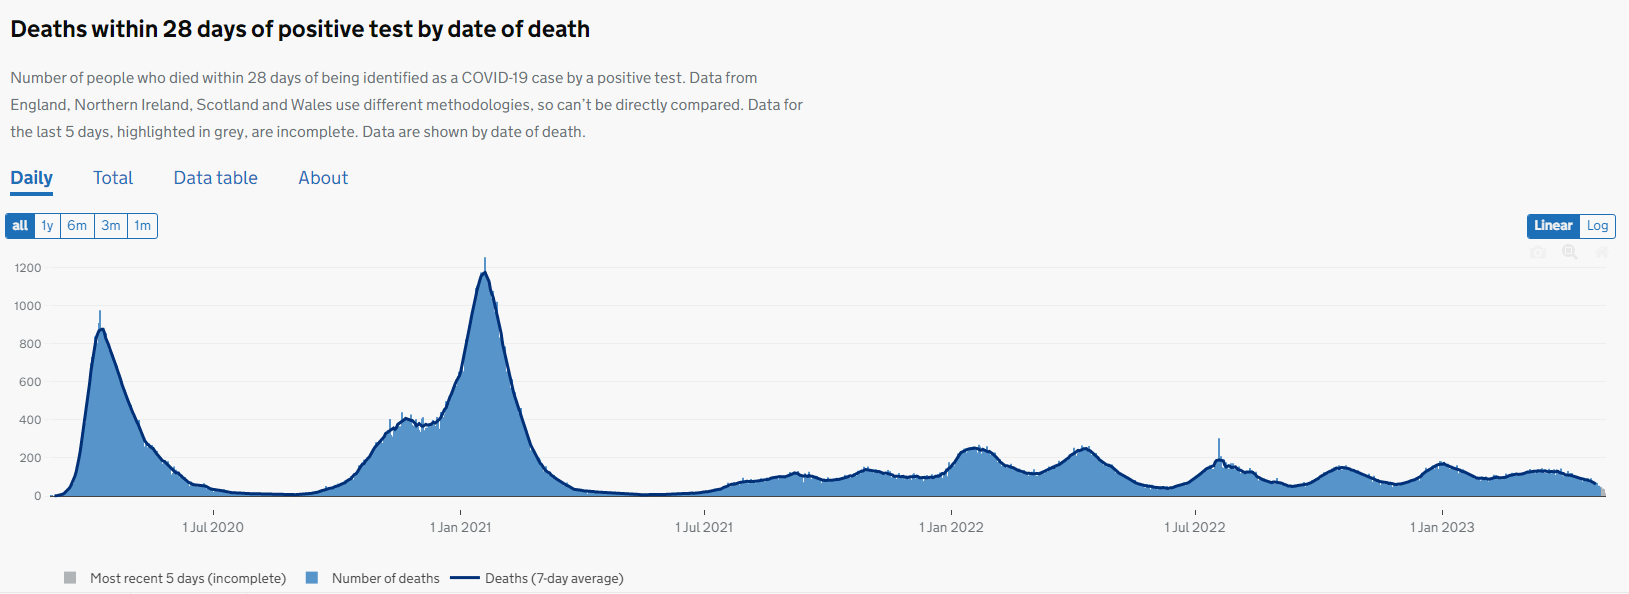 Deaths within 28 days of positive test by date of death
Number of people who died within 28 days of being identified as a COVID-19 case by a positive test. Data from
England, Northern Ireland, Scotland and Wales use different methodologies, so can't be directly compared. Data for
the last 5 days, highlighted in grey, are incomplete. Data are shown by date of death.
Daily Total Data table About
all 1y 6m 3m 1m Linear Log
1200
1000
800
600
400
200
0
1 Jul 2020 1 Jan 2021 1 Jul 2021 1 Jan 2022 1 Jul 2022 1 Jan 2023
Most recent 5 days (incomplete) Number of deaths Deaths (7-day average)